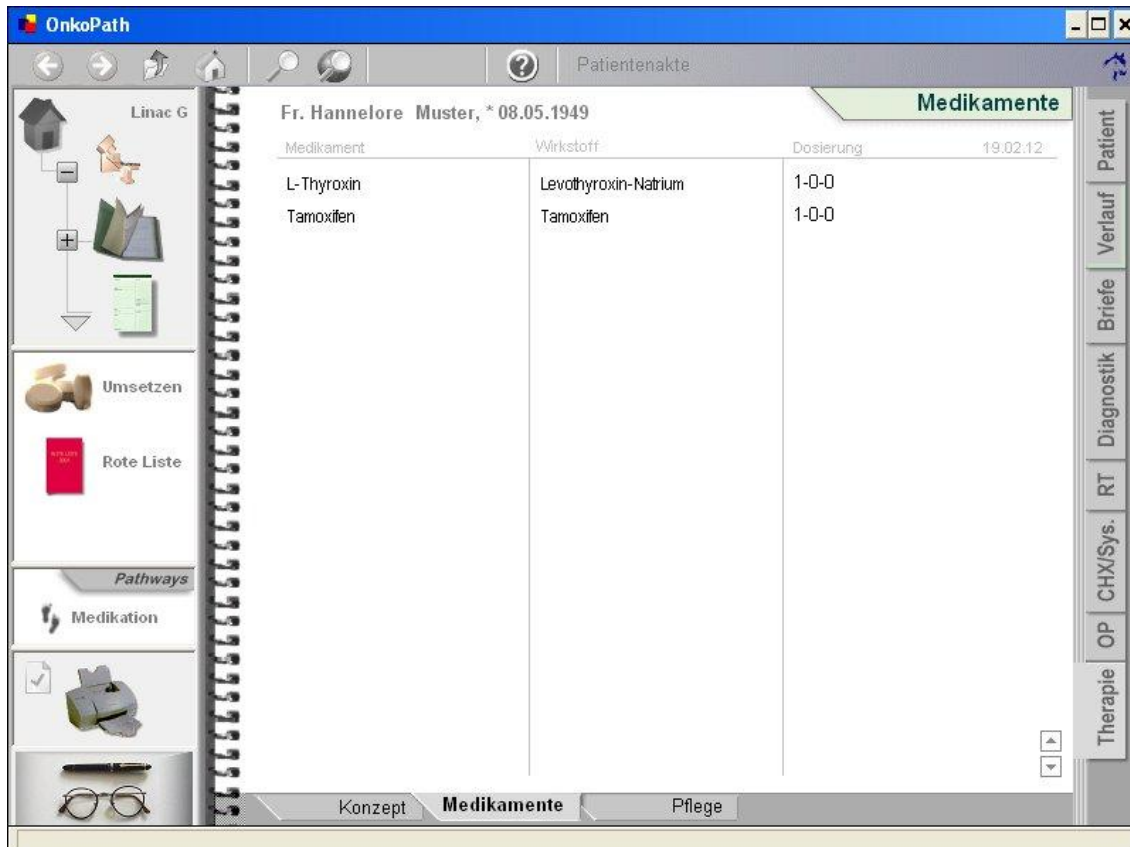 OnkoPath
Patientenakte
Linac G
Umsetzen
Rote Liste
Pathways
Medikation
Fr. Hannelore Muster, * 08.05.1949
Medikamente
Medikament Wirkstoff Dosierung 19.02.12
L-Thyroxin Levothyroxin-Natrium 1-0-0
Tamoxifen Tamoxifen 1-0-0
Konzept Medikamente Pflege
Patient
Verlauf
Briefe
Diagnostik
RT
CHX/Sys.
OP
Therapie